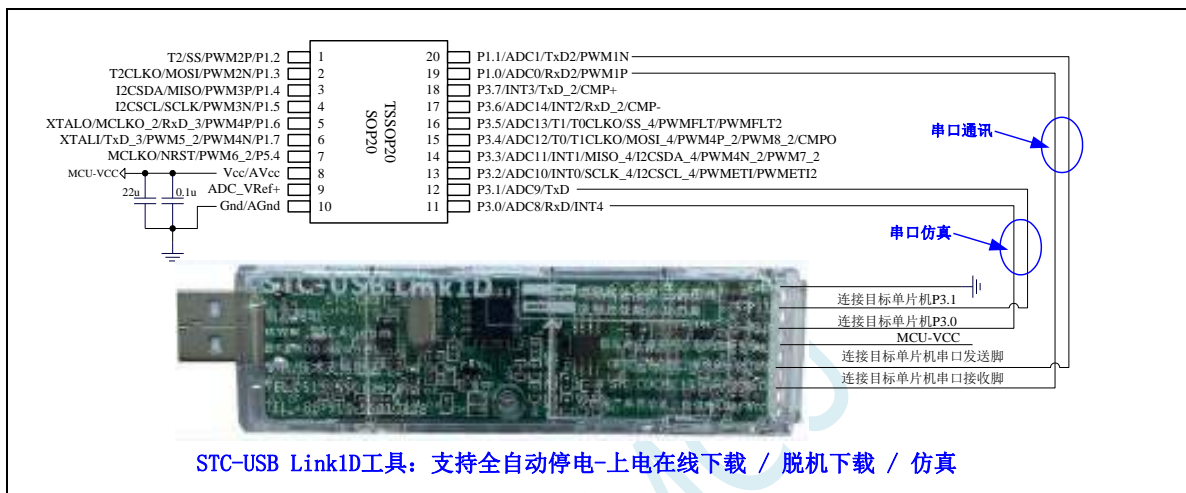 T2/SS/PWM2P/P1.2
T2CLKO/MOSI/PWM2N/P1.3
I2CSDA/MISO/PWM3P/P1.4
I2CSCL/SCLK/PWM3N/P1.5
XTALO/MCLKO_2/RxD_3/PWM4P/P1.6
XTALI/TxD_3/PWM5_2/PWM4N/P1.7
MCLKO/NRST/PWM6_2/P5.4
Vcc/AVcc
ADC_VRef+
Gnd/AGnd
MCU-VCC
22u
0.1u
1
2
3
4
5
6
7
8
9
10
TSSOP20
SOP20
20
19
18
17
16
15
14
13
12
11
P1.1/ADC1/TxD2/PWM1N
P1.0/ADC0/RxD2/PWM1P
P3.7/INT3/TxD_2/CMP+
P3.6/ADC14/INT2/RxD_2/CMP-
P3.5/ADC13/T1/T0CLKO/SS_4/PWMFLT/PWMFLT2
P3.4/ADC12/T0/T1CLKO/MOSI_4/PWM4P_2/PWM8_2/CMPO
P3.3/ADC11/INT1/MISO_4/I2CSDA_4/PWM4N_2/PWM7_2
P3.2/ADC10/INT0/SCLK_4/I2CSCL_4/PWMETI/PWMETI2
P3.1/ADC9/TxD
P3.0/ADC8/RxD/INT4
串口通讯
串口仿真
STC-USB Link1D
连接目标单片机P3.1
连接目标单片机P3.0
MCU-VCC
连接目标单片机串口发送脚
连接目标单片机串口接收脚
STC-USB Link1D工具: 支持全自动停电-上电在线下载 / 脱机下载 / 仿真